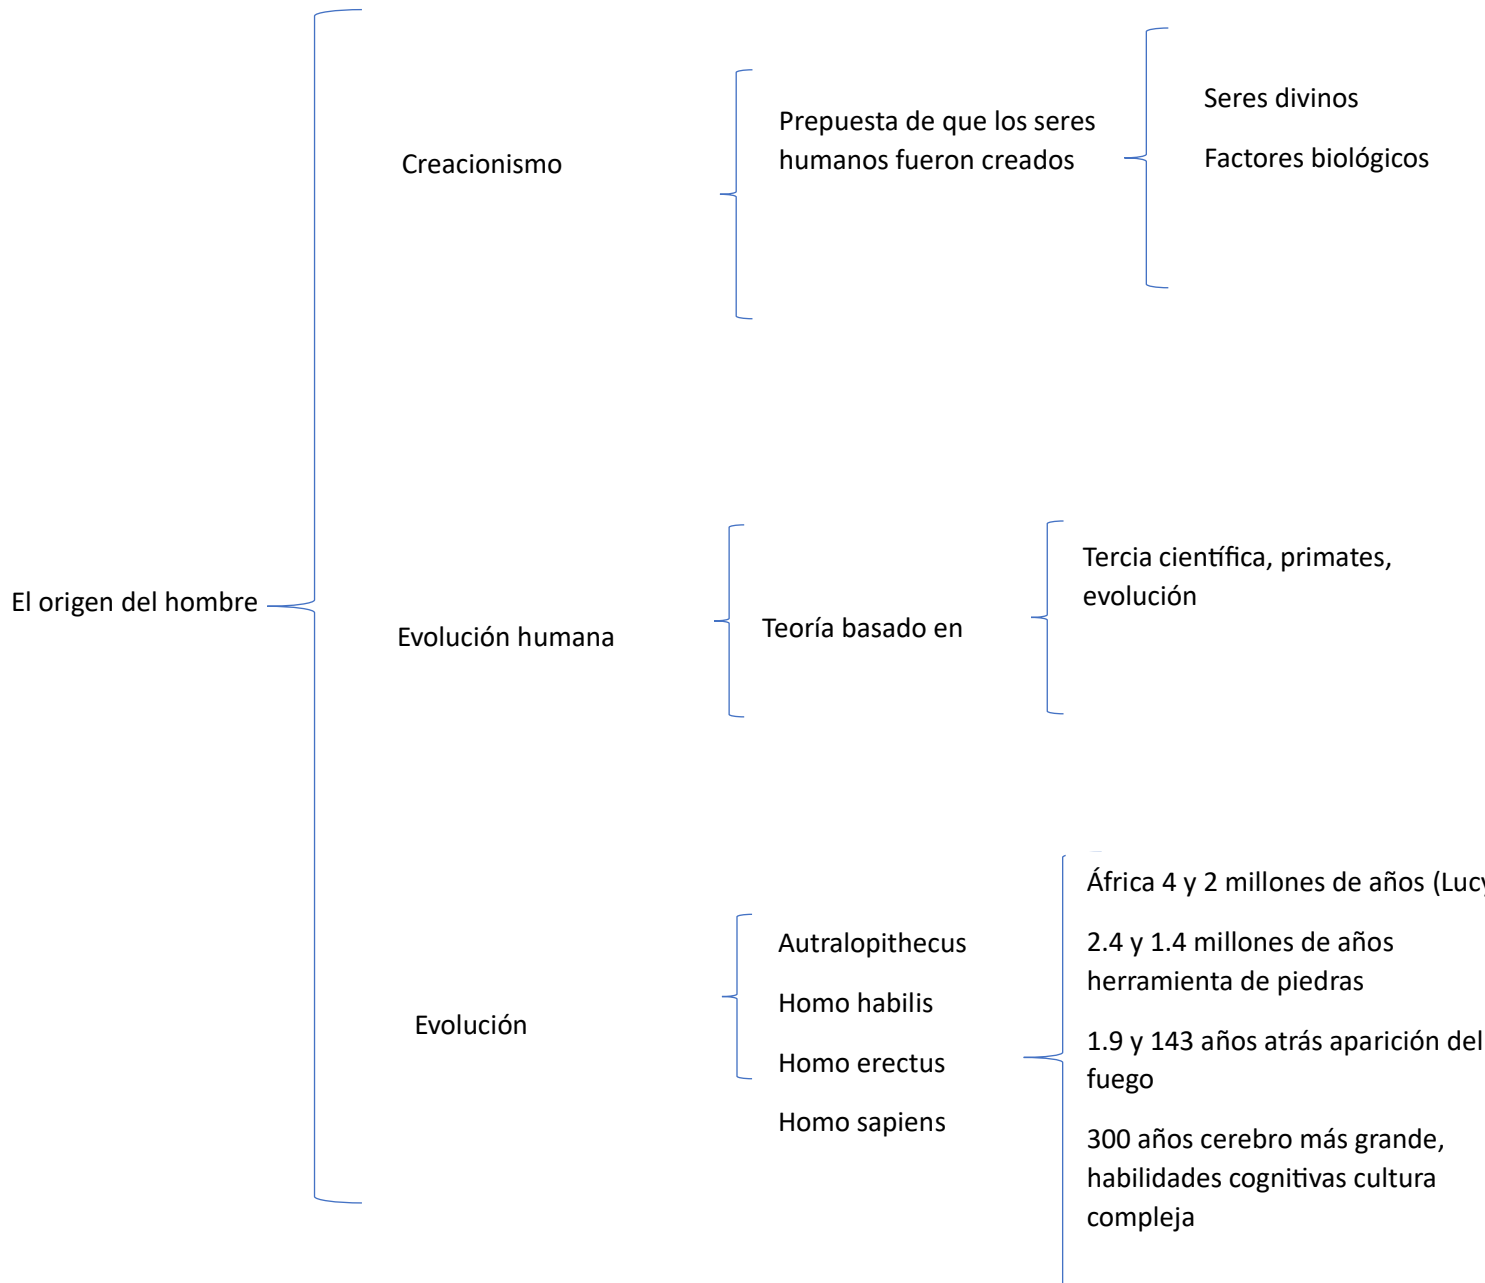 El origen del hombre
Creacionismo
Prepuesta de que los seres
humanos fueron creados
Seres divinos
Factores biológicos
Evolución humana
Teoría basado en
Tercia científica, primates,
evolución
Evolución
Autralopithecus
Homo habilis
Homo erectus
Homo sapiens
África 4 y 2 millones de años (Lucy
2.4 y 1.4 millones de años
herramienta de piedras
1.9 y 143 años atrás aparición del
fuego
300 años cerebro más grande,
habilidades cognitivas cultura
compleja